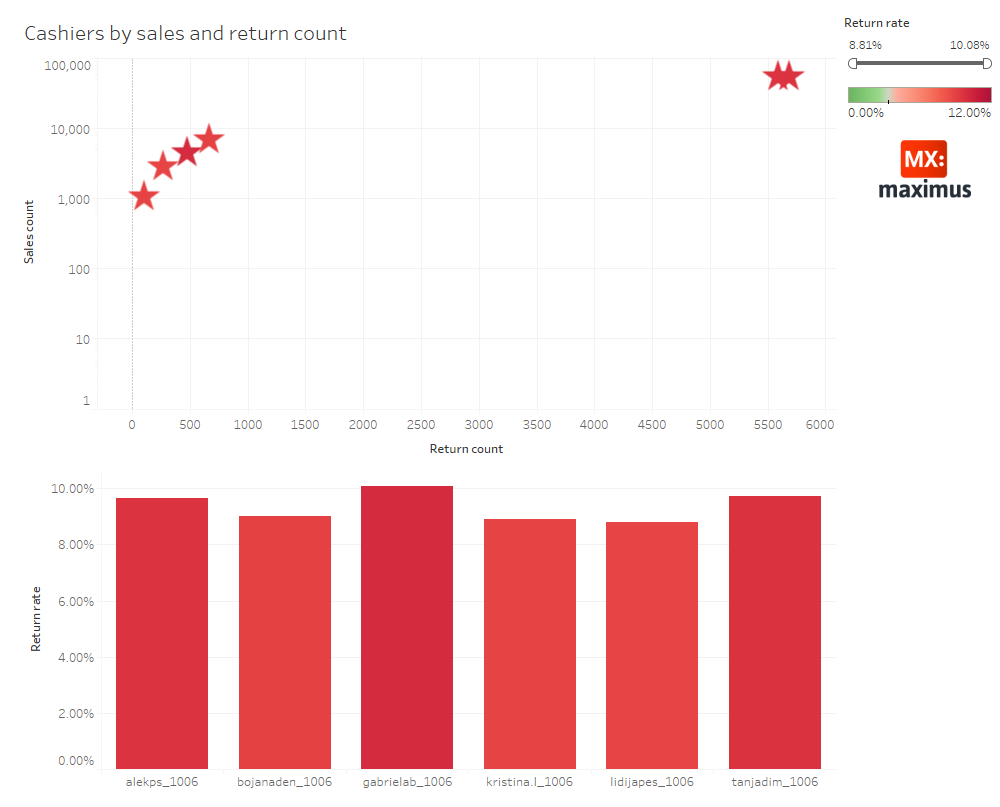 Cashiers by sales and return count
Return rate
8.81% 10.08%
0.00% 12.00%
MX:
maximus
Sales count
100,000
10,000
1,000
100
10
1
0 500 1000 1500 2000 2500 3000 3500 4000 4500 5000 5500 6000
Return count
Return rate
10.00%
8.00%
6.00%
4.00%
2.00%
0.00%
alekps_1006 bojanaden_1006 gabrielab_1006 kristina.l_1006 lidijapes_1006 tanjadim_1006